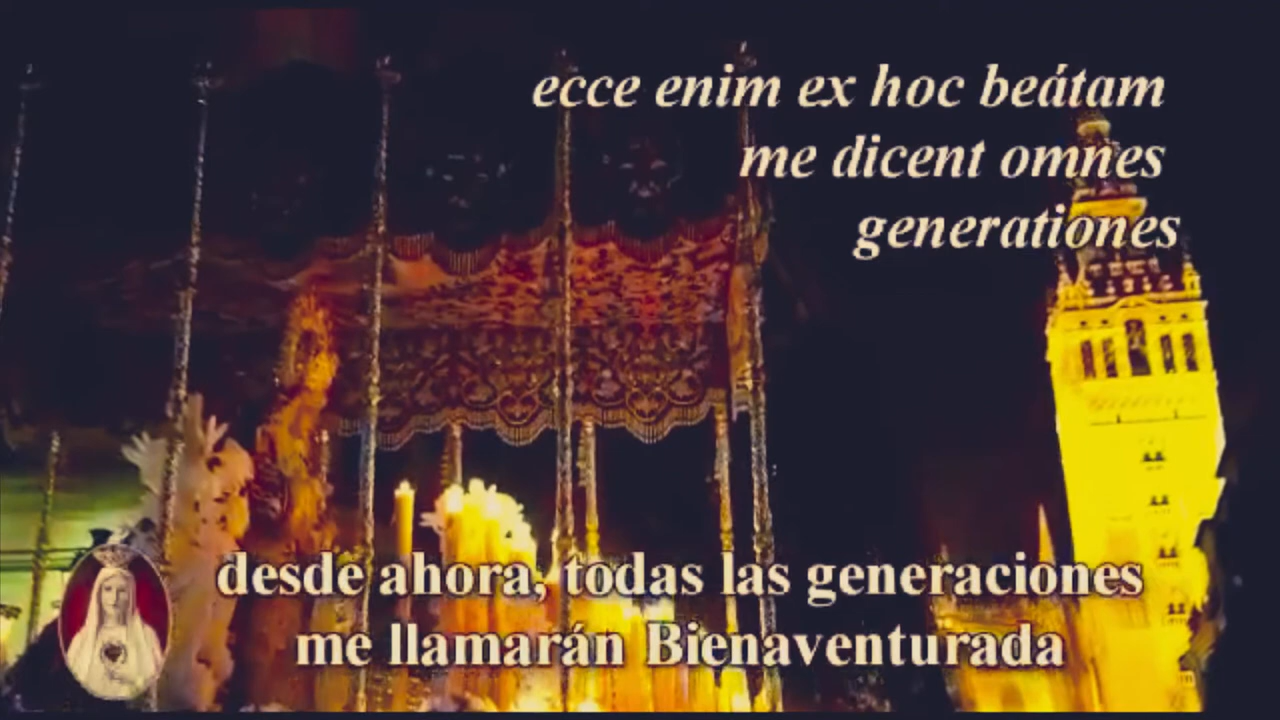 ecce enim ex hoc beátam
me dicent omnes
generationes
desde ahora, todas las generaciones
me llamarán Bienaventurada